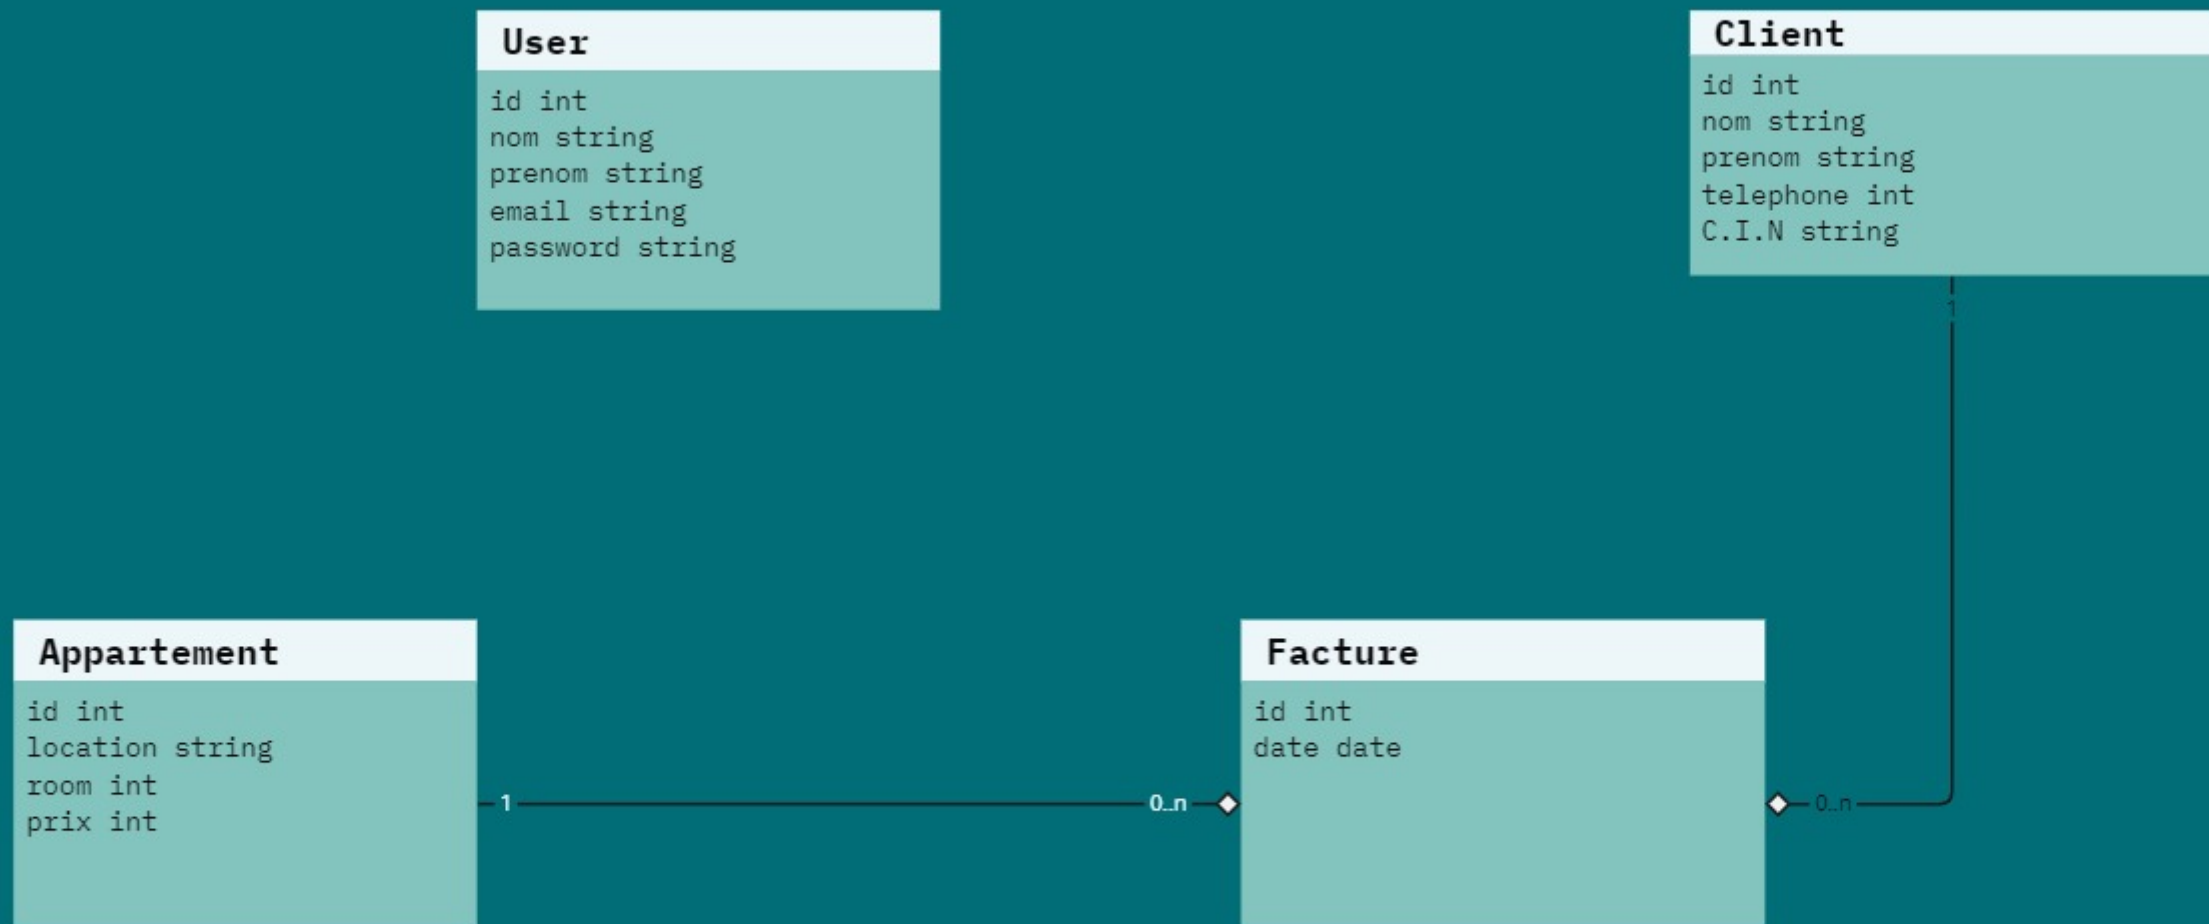 User
id int
nom string
prenom string
email string
password string
Client
id int
nom string
prenom string
telephone int
C.I.N string
1
Appartement
id int
location string
room int
prix int
1
0..n
Facture
id int
date date
0..n